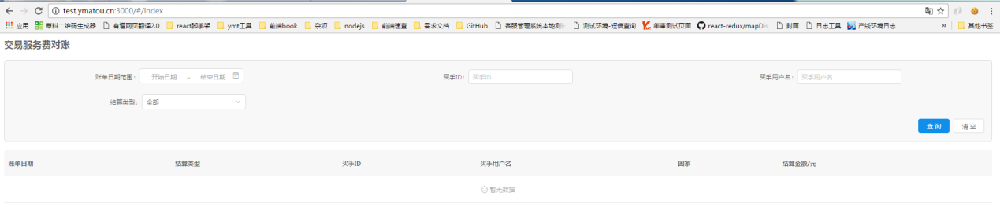 test.ymatou.cn:3000/#/index
应用 草料二维码生成器 有道网页翻译2.0 react脚手架 ymt工具 前端book 杂项 nodejs 前端速查 需求文档 GitHub 客服管理系统本地测试 测试环境-短信查询 年审测试页面 react-redux/mapDis 封面 日志工具 产线环境日志 » 其他书签
交易服务费对账
账单日期范围: 开始日期 ~ 结束日期 买手ID: 买手ID 买手用户名: 买手用户名
结算类型: 全部
查 询 清 空
账单日期 结算类型 买手ID 买手用户名 国家 结算金额/元
暂无数据